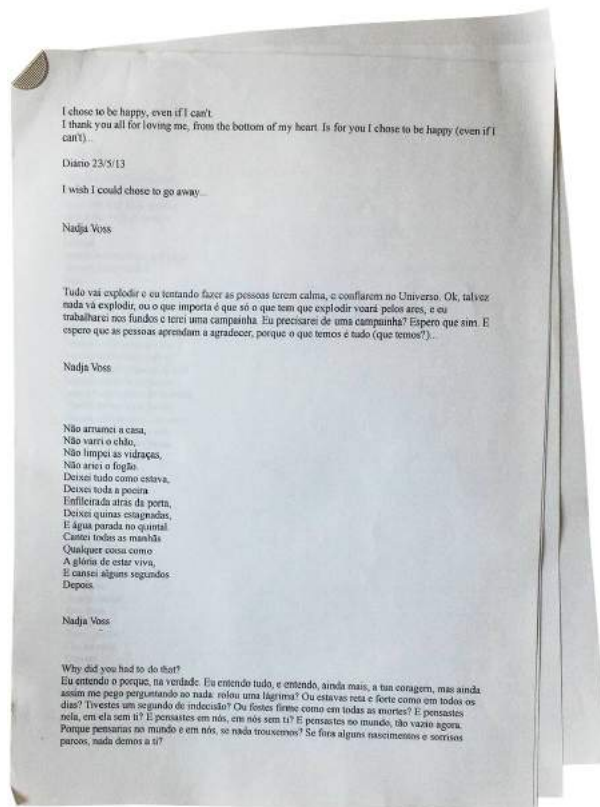 I chose to be happy, even if I can't.
I thank you all for loving me, from the bottom of my heart. Is for you I chose to be happy (even if I
can't)...
Diário 23/5/13
I wish I could chose to go away...
Nadja Voss
Tudo vai explodir e eu tentando fazer as pessoas terem calma, e confiarem no Universo. Ok, talvez
nada vá explodir, ou o que importa é que só o que tem que explodir voará pelos ares, e eu
trabalharei nos fundos e terei uma campainha. Eu precisarei de uma campainha? Espero que sim. E
espero que as pessoas aprendam a agradecer, porque o que temos é tudo (que temos?)...
Nadja Voss
Não arrumei a casa,
Não varri o chão,
Não limpei as vidraças,
Não ariei o fogão.
Deixei tudo como estava,
Deixei toda a poeira
Enfileirada atrás da porta,
Deixei quinas estagnadas,
E água parada no quintal.
Cantei todas as manhãs
Qualquer coisa como
A glória de estar viva,
E cansei alguns segundos
Depois.
Nadja Voss
Why did you had to do that?
Eu entendo o porque, na verdade. Eu entendo tudo, e entendo, ainda mais, a tua coragem, mas ainda
assim me pego perguntando ao nada: rolou uma lágrima? Ou estavas reta e forte como em todos os
dias? Tivestes um segundo de indecisão? Ou fostes firme como em todas as mortes? E pensastes
nela, em ela sem ti? E pensastes em nós, em nós sem ti? E pensastes no mundo, tão vazio agora.
Porque pensarias no mundo e em nós, se nada trouxemos? Se fora alguns nascimentos e sorrisos
parcos, nada demos a ti?